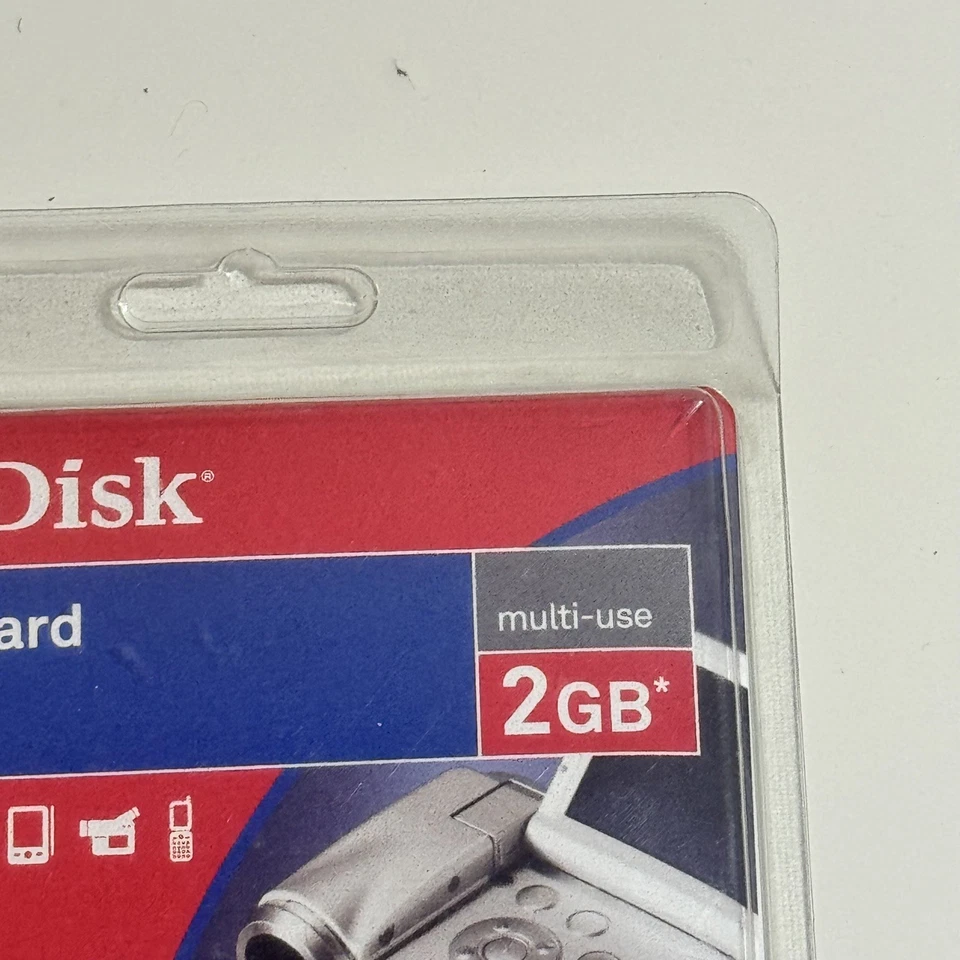 Disk®
ard
multi-use
2GB*